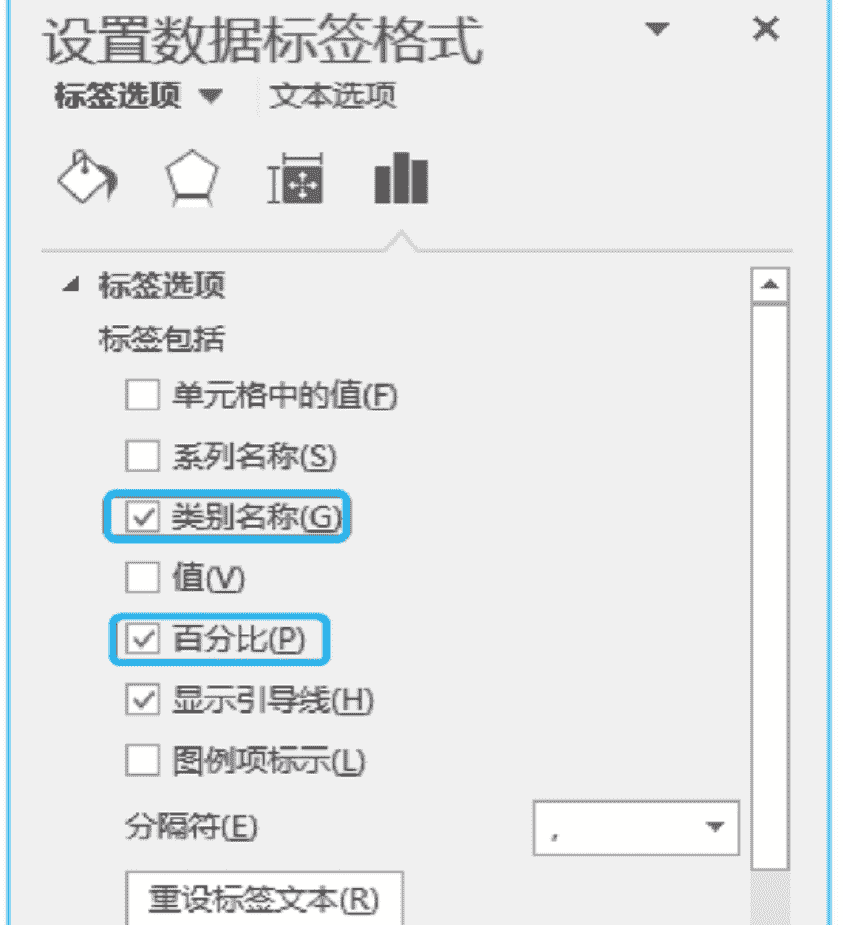 设置数据标签格式
标签选项 文本选项
标签选项
标签包括
单元格中的值(F)
系列名称(S)
类别名称(G)
值(V)
百分比(P)
显示引导线(H)
图例项标示(L)
分隔符(E) ,
重设标签文本(R)